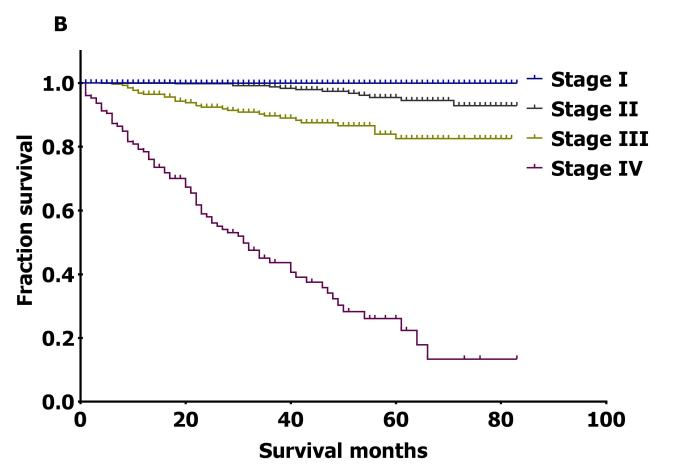 B
Fraction survival
1.0
0.8
0.6
0.4
0.2
0.0
0 20 40 60 80 100
Survival months
Stage I
Stage II
Stage III
Stage IV